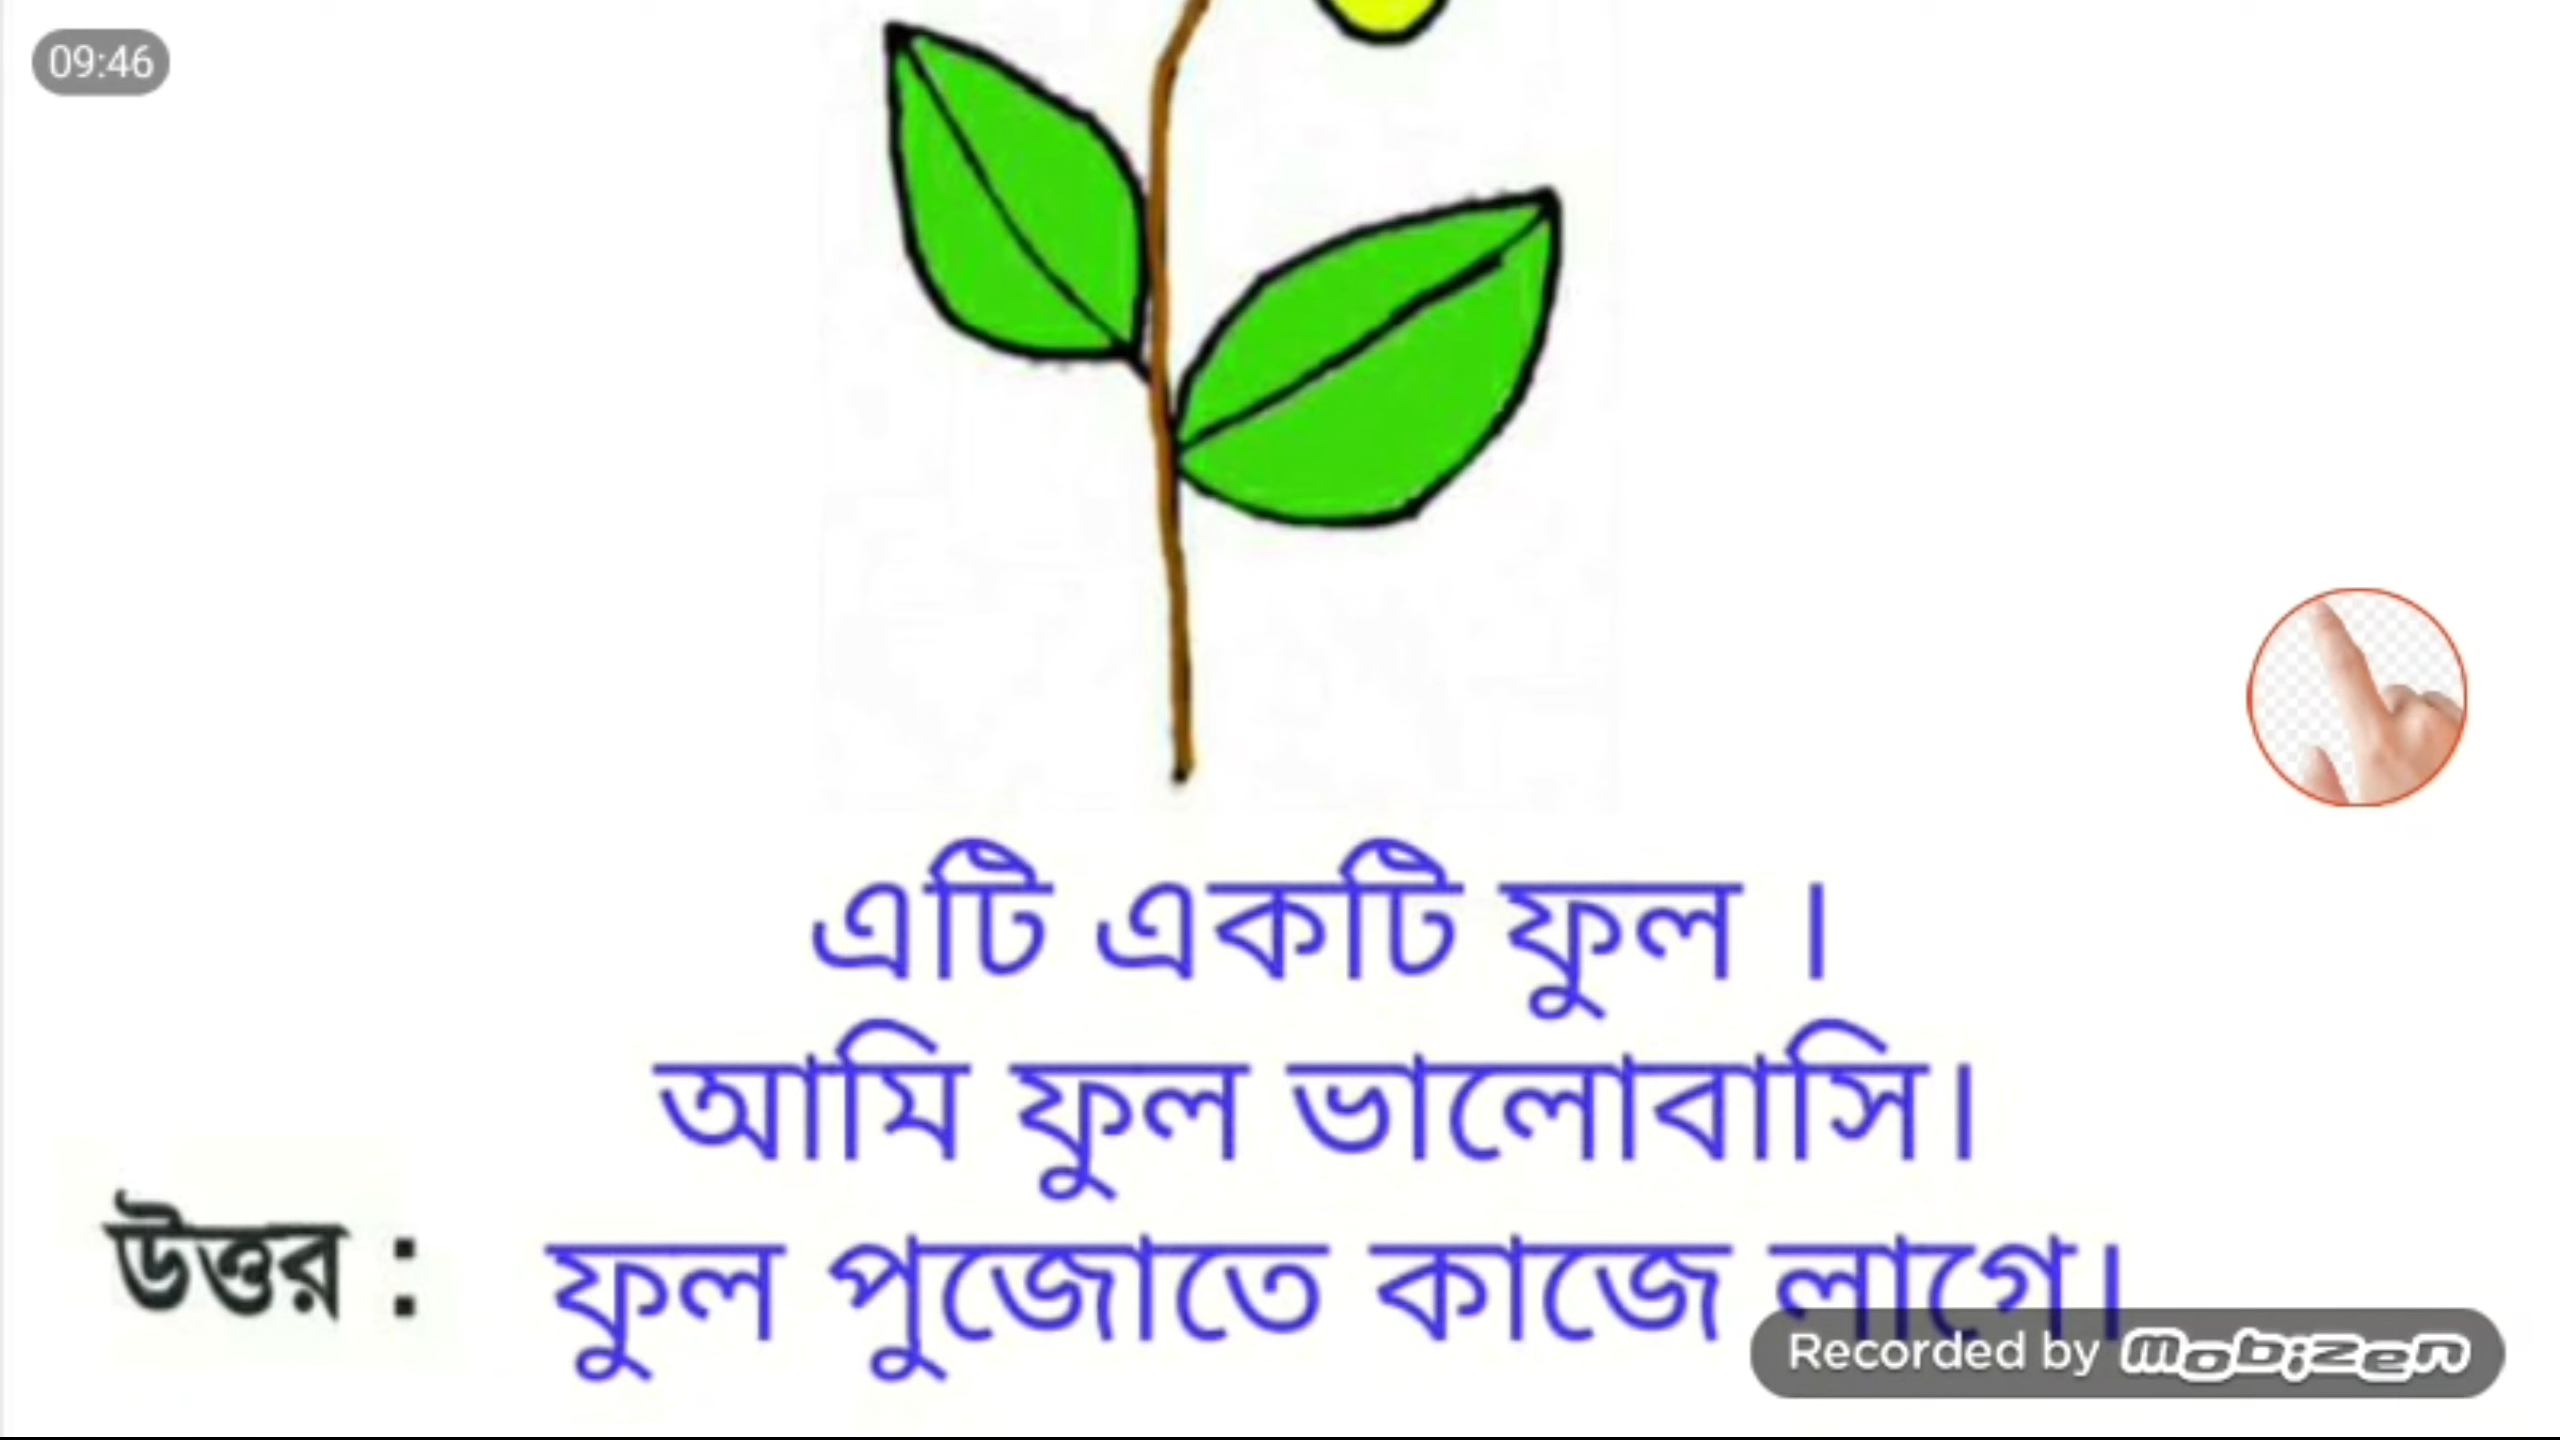 09:46
এটি একটি ফুল ।
আমি ফুল ভালোবাসি।
উত্তর : ফুল পুজোতে কাজে লাগে।
Recorded by mobizen